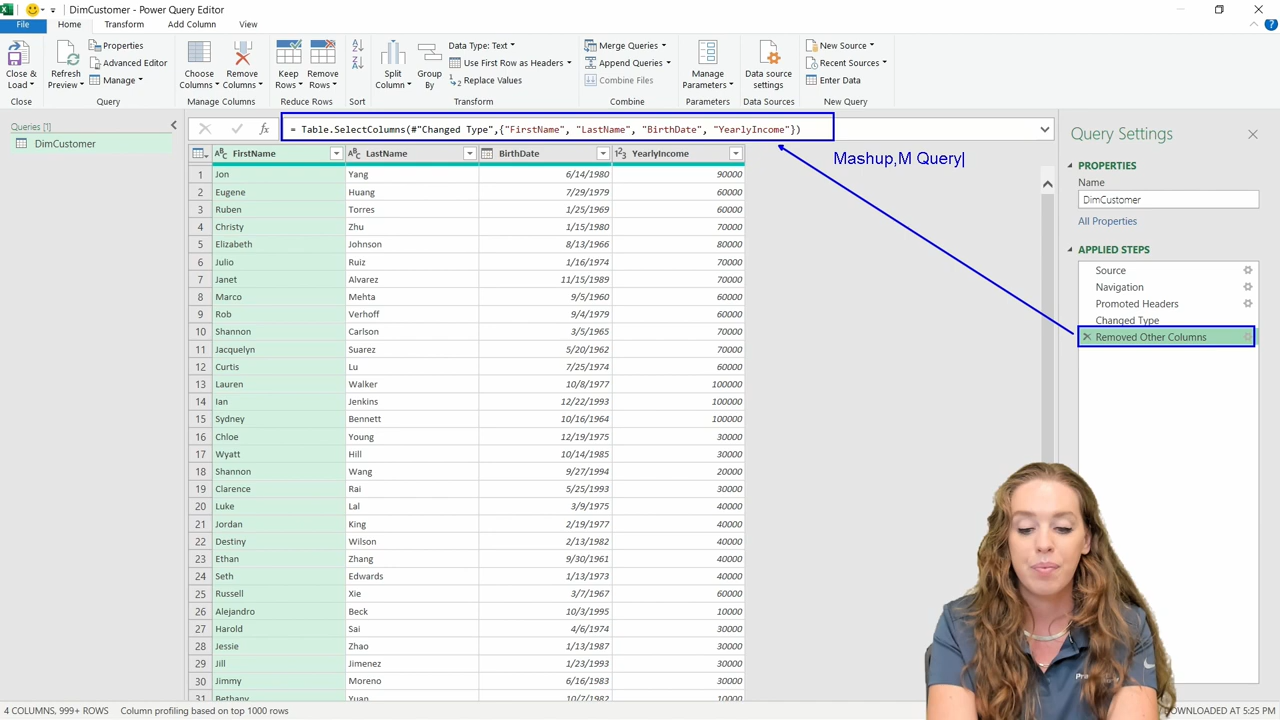 DimCustomer - Power Query Editor
File Home Transform Add Column View
Close & Load
Close
Refresh Preview
Properties
Advanced Editor
Manage
Query
Choose Columns
Remove Columns
Manage Columns
Keep Rows
Remove Rows
Reduce Rows
Sort
Split Column
Group By
Data Type: Text
Use First Row as Headers
Replace Values
Transform
Merge Queries
Append Queries
Combine Files
Combine
Manage Parameters
Parameters
Data source settings
Data Sources
New Source
Recent Sources
Enter Data
New Query
Queries [1]
DimCustomer
= Table.SelectColumns(#"Changed Type",{"FirstName", "LastName", "BirthDate", "YearlyIncome"})
Mashup,M Query
FirstName LastName BirthDate YearlyIncome
1 Jon Yang 6/14/1980 90000
2 Eugene Huang 7/29/1979 60000
3 Ruben Torres 1/25/1969 60000
4 Christy Zhu 1/15/1980 70000
5 Elizabeth Johnson 8/13/1966 80000
6 Julio Ruiz 1/16/1974 70000
7 Janet Alvarez 11/15/1989 70000
8 Marco Mehta 9/5/1960 60000
9 Rob Verhoff 9/4/1979 60000
10 Shannon Carlson 3/5/1965 70000
11 Jacquelyn Suarez 5/20/1962 70000
12 Curtis Lu 7/25/1974 60000
13 Lauren Walker 10/8/1977 100000
14 Ian Jenkins 12/22/1993 100000
15 Sydney Bennett 10/16/1964 100000
16 Chloe Young 12/19/1975 30000
17 Wyatt Hill 10/14/1985 30000
18 Shannon Wang 9/27/1994 20000
19 Clarence Rai 5/25/1993 40000
20 Luke Lal 3/9/1975 40000
21 Jordan King 2/19/1977 40000
22 Destiny Wilson 2/13/1982 40000
23 Ethan Zhang 9/30/1961 40000
24 Seth Edwards 1/13/1973 40000
25 Russell Xie 3/7/1967 60000
26 Alejandro Beck 10/3/1995 10000
27 Harold Sai 4/6/1974 30000
28 Jessie Zhao 1/13/1982 30000
29 Jill Jimenez 1/23/1993 30000
30 Jimmy Moreno 6/16/1983 30000
31 Bethany Yuan 10/7/1982 10000
Query Settings
PROPERTIES
Name
DimCustomer
All Properties
APPLIED STEPS
Source
Navigation
Promoted Headers
Changed Type
Removed Other Columns
4 COLUMNS, 999+ ROWS Column profiling based on top 1000 rows
DOWNLOADED AT 5:25 PM